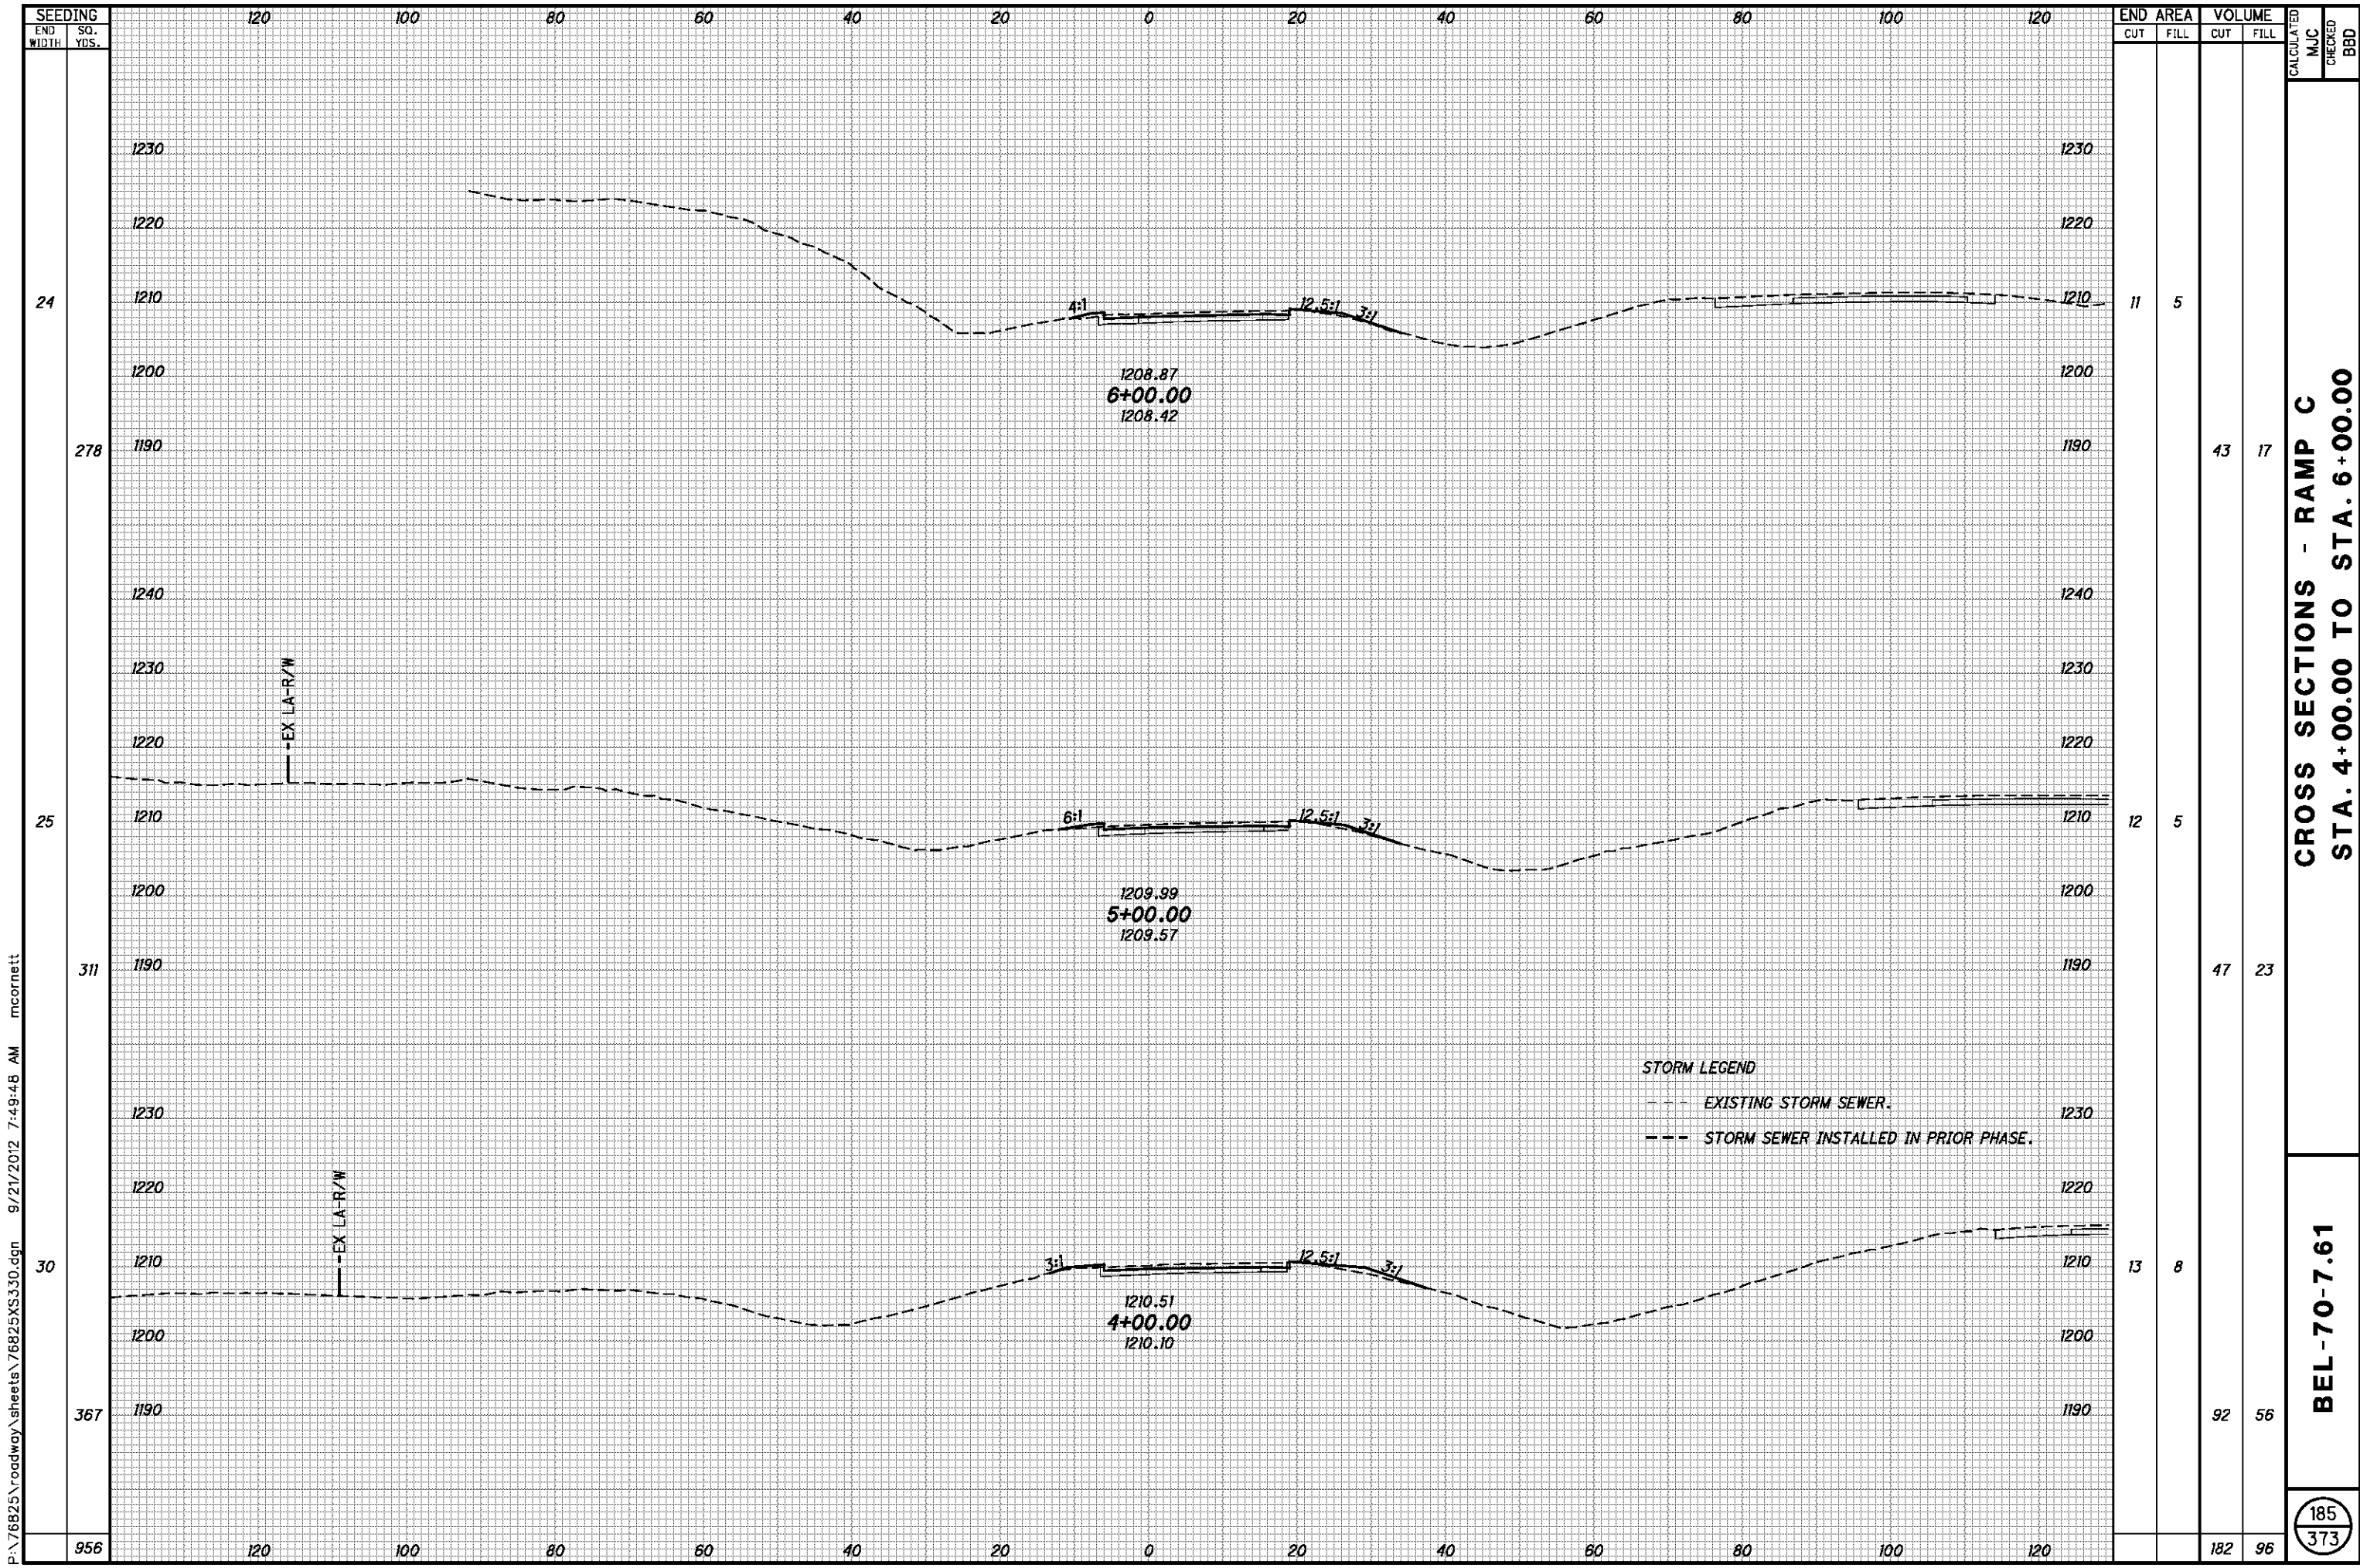 SEEDING
END WIDTH
SQ. YDS.
120 100 80 60 40 20 0 20 40 60 80 100 120
END AREA
VOLUME
CUT FILL CUT FILL
CALCULATED
MJC
CHECKED
BBD
1230 1230
1220 1220
24 1210 4:1 12.5:1 3:1 1210 11 5
1200 1200
1208.87
6+00.00
1208.42
278 1190 1190 43 17
1240 1240
1230 1230
EX LA-R/W
1220 1220
25 1210 6:1 12.5:1 3:1 1210 12 5
1200 1200
1209.99
5+00.00
1209.57
311 1190 1190 47 23
STORM LEGEND
EXISTING STORM SEWER.
1230 1230
STORM SEWER INSTALLED IN PRIOR PHASE.
EX LA-R/W
1220 1220
30 1210 3:1 12.5:1 3:1 1210 13 8
1210.51
4+00.00
1200 1200
1210.10
367 1190 1190 92 56
956 120 100 80 60 40 20 0 20 40 60 80 100 120 182 96
CROSS SECTIONS - RAMP C
STA. 4+00.00 TO STA. 6+00.00
BEL-70-7.61
185
373
P:\76825\roadway\sheets\76825XS330.dgn 9/21/2012 7:49:48 AM mcornett